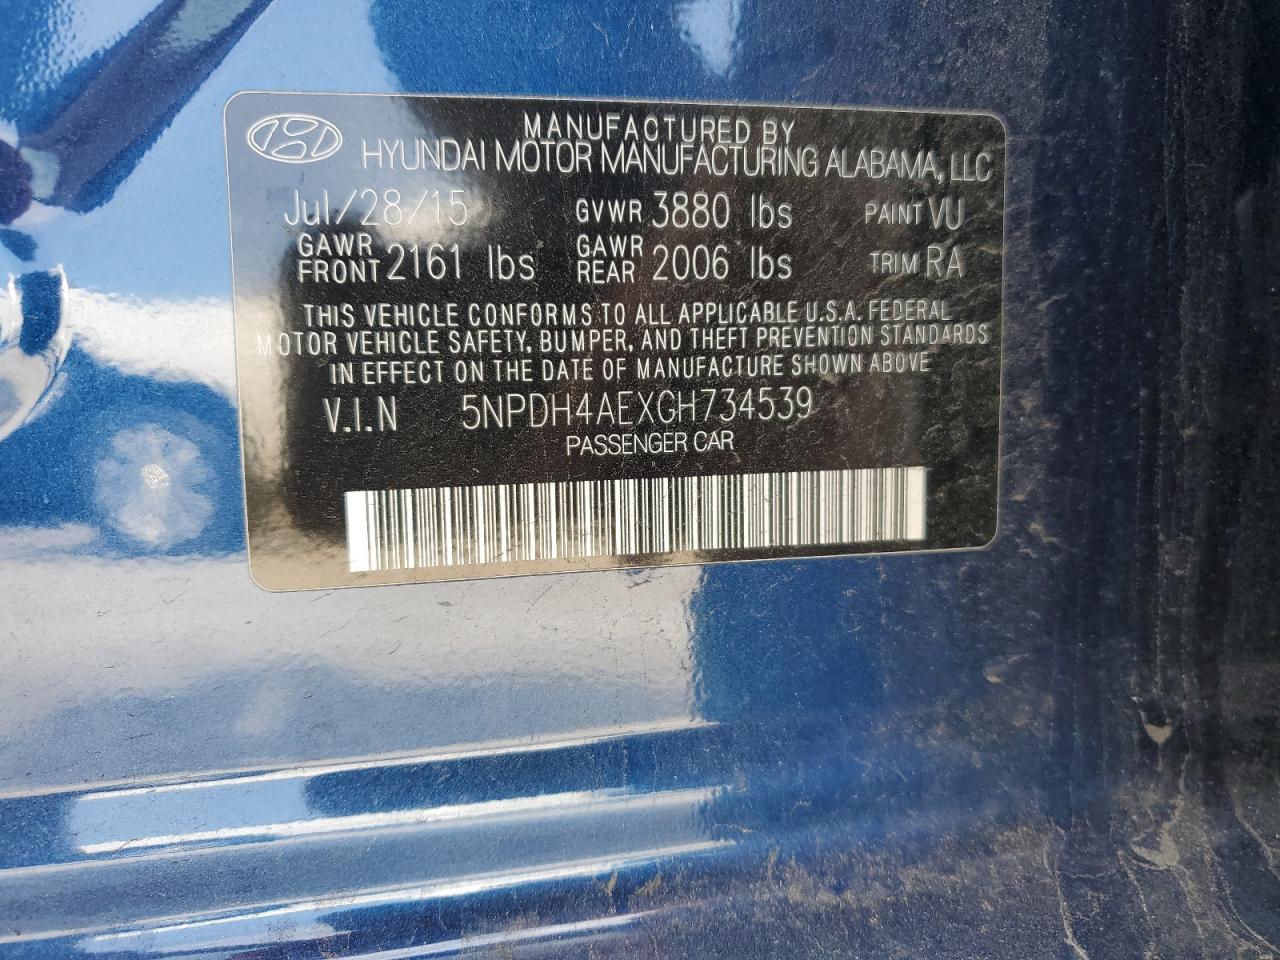 MANUFACTURED BY
HYUNDAI MOTOR MANUFACTURING ALABAMA, LLC
Jul/28/15 GVWR 3880 lbs PAINT VU
GAWR FRONT 2161 lbs GAWR REAR 2006 lbs TRIM RA
THIS VEHICLE CONFORMS TO ALL APPLICABLE U.S.A. FEDERAL
MOTOR VEHICLE SAFETY, BUMPER, AND THEFT PREVENTION STANDARDS
IN EFFECT ON THE DATE OF MANUFACTURE SHOWN ABOVE
V.I.N 5NPDH4AEXGH734539
PASSENGER CAR